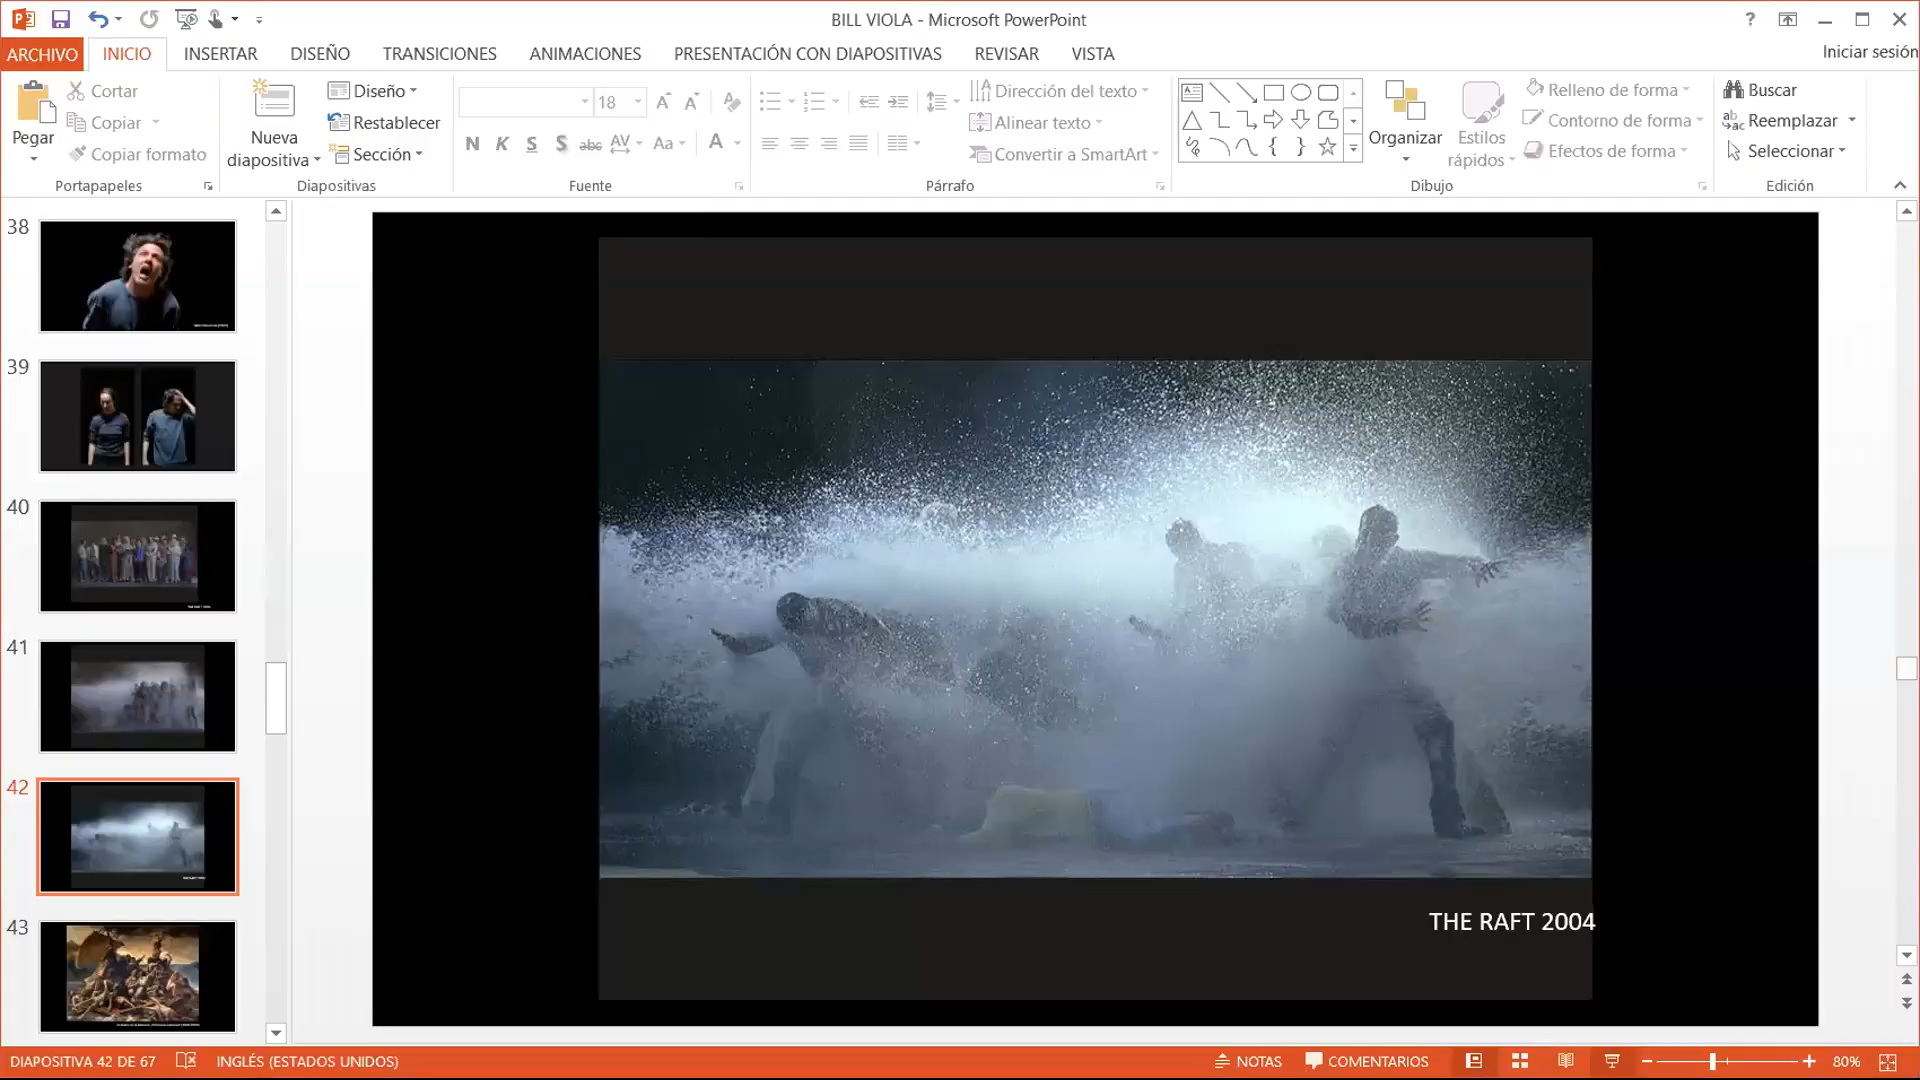 BILL VIOLA - Microsoft PowerPoint
ARCHIVO INICIO INSERTAR DISEÑO TRANSICIONES ANIMACIONES PRESENTACIÓN CON DIAPOSITIVAS REVISAR VISTA Iniciar sesión
Pegar
Cortar
Copiar
Copiar formato
Portapapeles
Nueva diapositiva
Diseño
Restablecer
Sección
Diapositivas
18
N K S S abc AV Aa A
Fuente
Dirección del texto
Alinear texto
Convertir a SmartArt
Párrafo
Organizar
Estilos rápidos
Relleno de forma
Contorno de forma
Efectos de forma
Dibujo
Buscar
Reemplazar
Seleccionar
Edición
38
39
40
41
42
43
THE RAFT 2004
DIAPOSITIVA 42 DE 67 INGLÉS (ESTADOS UNIDOS) NOTAS COMENTARIOS 80%